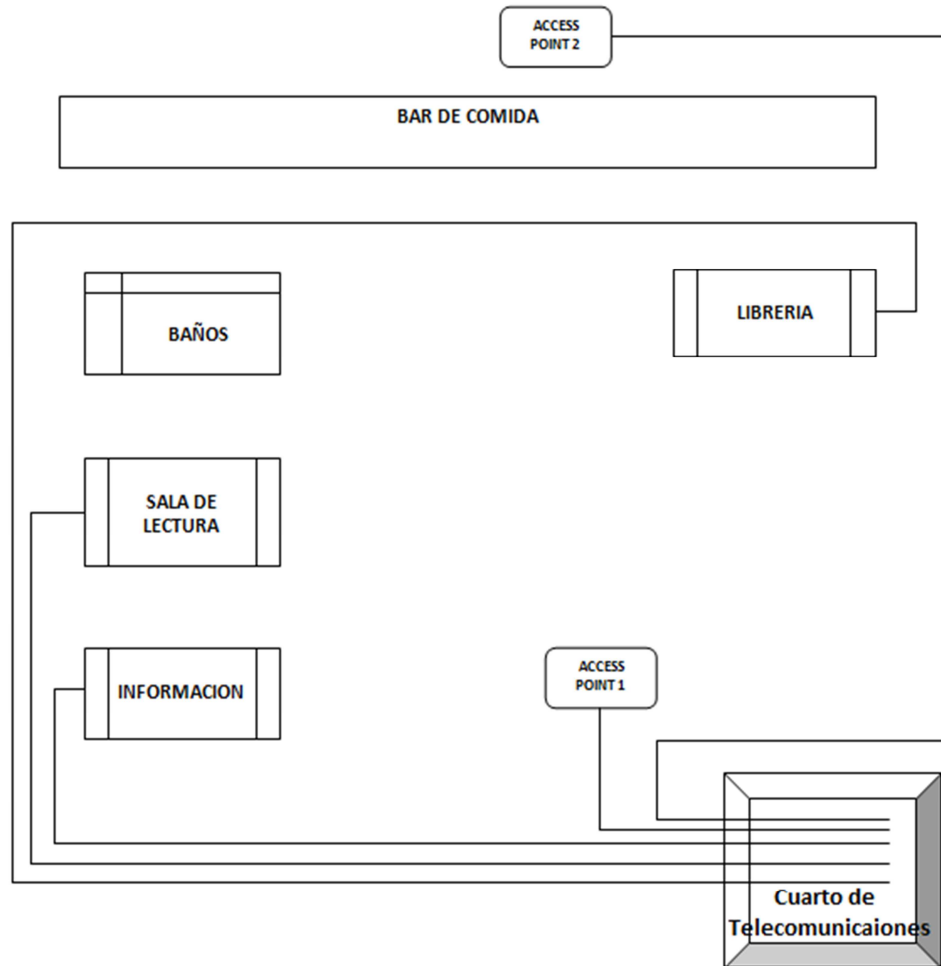 ACCESS
POINT 2
BAR DE COMIDA
BAÑOS
LIBRERIA
SALA DE
LECTURA
INFORMACION
ACCESS
POINT 1
Cuarto de
Telecomunicaiones